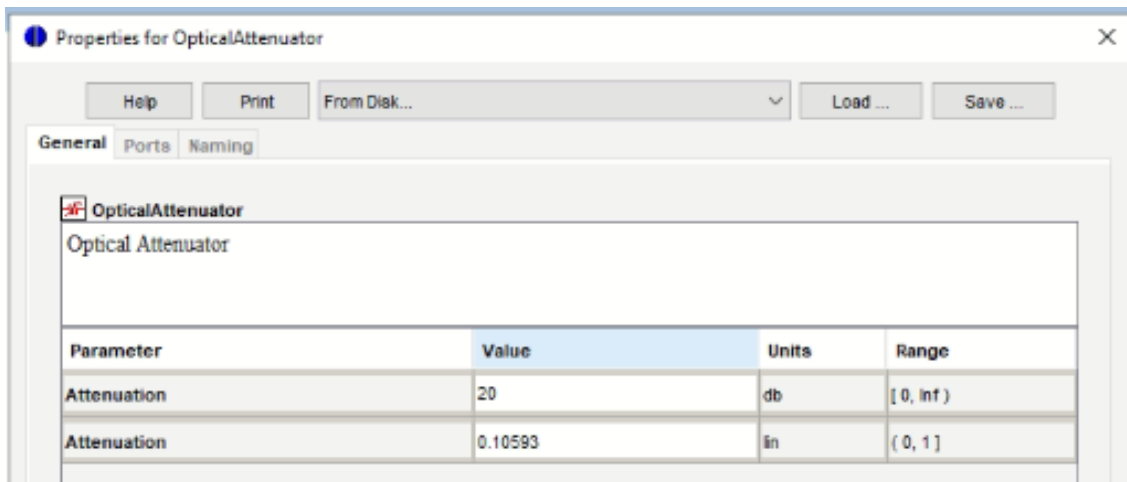 Properties for OpticalAttenuator
Help Print From Disk... Load ... Save ...
General Ports Naming
OpticalAttenuator
Optical Attenuator
Parameter Value Units Range
Attenuation 20 db [ 0, Inf )
Attenuation 0.10593 lin ( 0, 1 ]